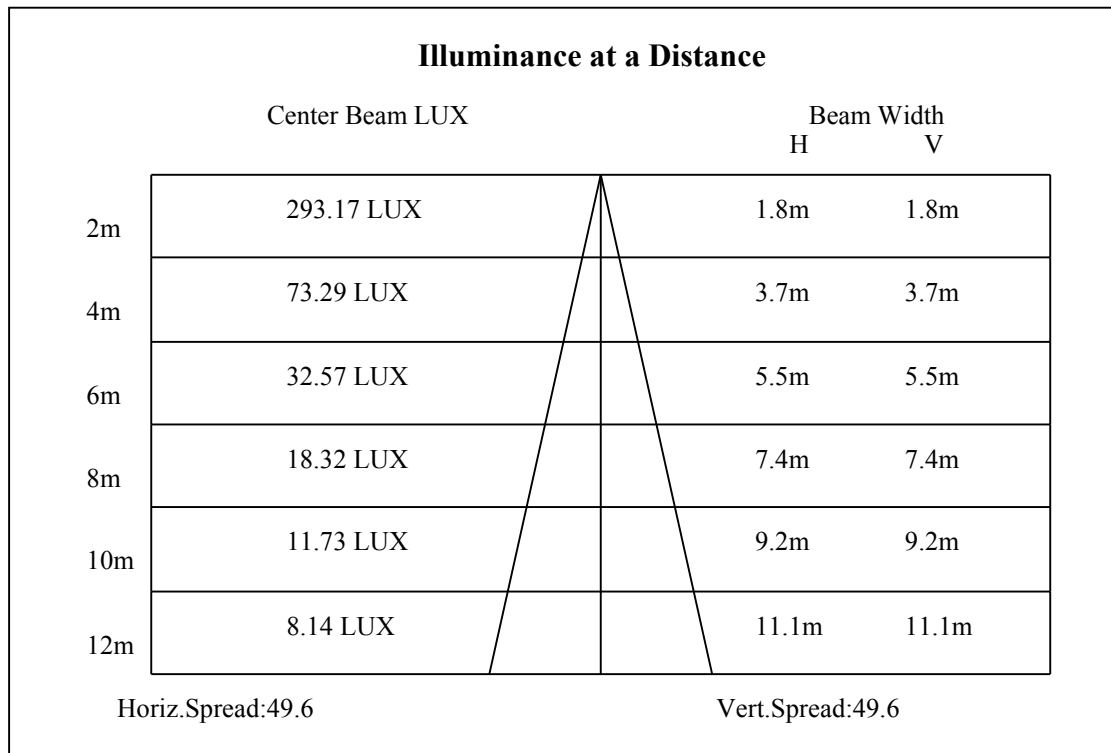 Illuminance at a Distance
Center Beam LUX Beam Width
H V
2m 293.17 LUX 1.8m 1.8m
4m 73.29 LUX 3.7m 3.7m
6m 32.57 LUX 5.5m 5.5m
8m 18.32 LUX 7.4m 7.4m
10m 11.73 LUX 9.2m 9.2m
12m 8.14 LUX 11.1m 11.1m
Horiz.Spread:49.6 Vert.Spread:49.6